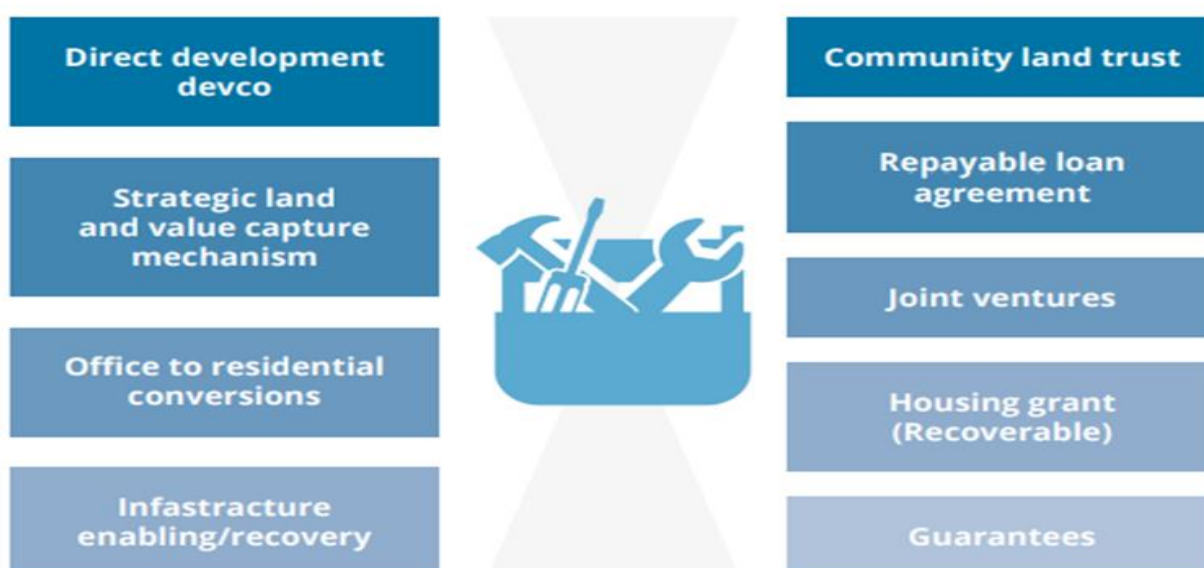 Direct development
devco
Strategic land
and value capture
mechanism
Office to residential
conversions
Infastracture
enabling/recovery
Community land trust
Repayable loan
agreement
Joint ventures
Housing grant
(Recoverable)
Guarantees